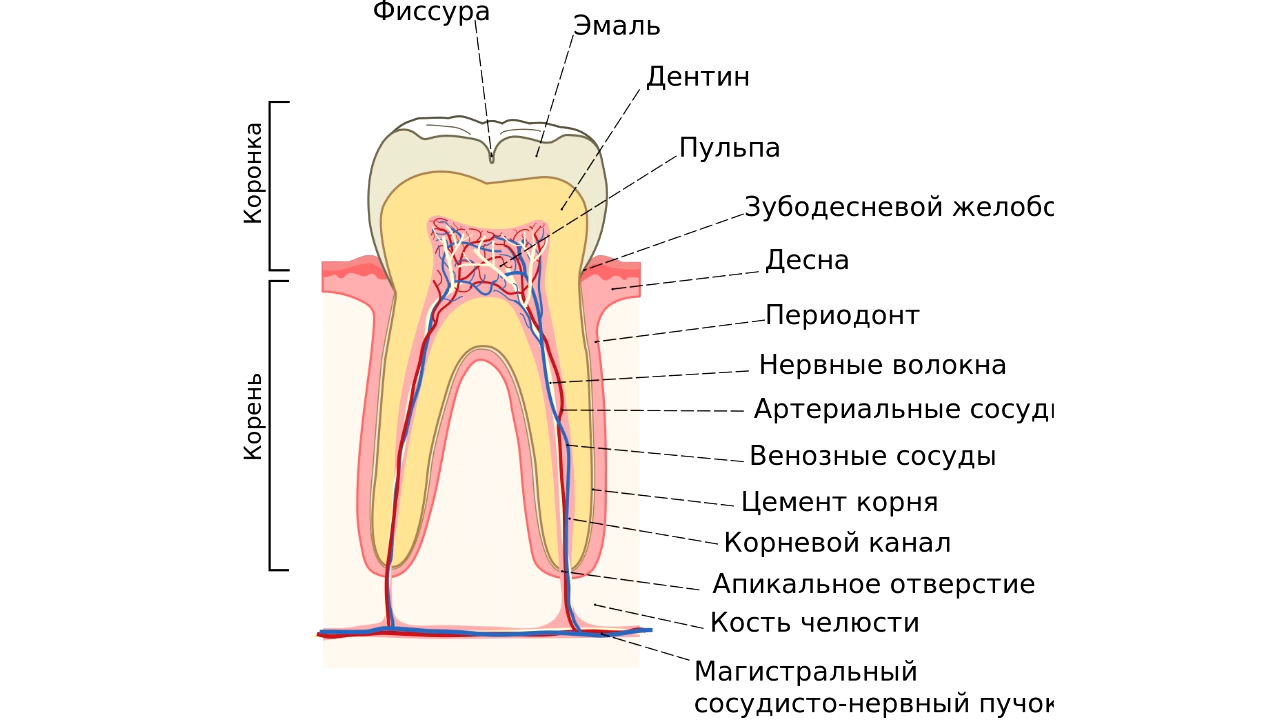 Фиссура
Эмаль
Дентин
Пульпа
Зубодесневой желобо
Десна
Периодонт
Нервные волокна
Артериальные сосуд
Венозные сосуды
Цемент корня
Корневой канал
Апикальное отверстие
Кость челюсти
Магистральный
сосудисто-нервный пучок
Коронка
Корень